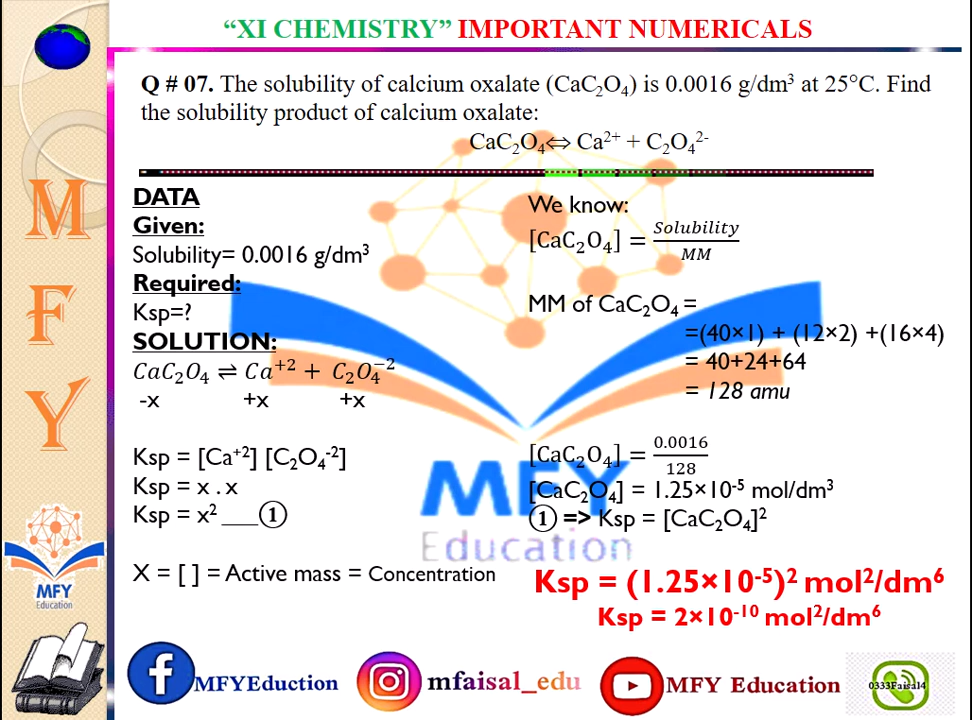 “XI CHEMISTRY” IMPORTANT NUMERICALS
Q # 07. The solubility of calcium oxalate (CaC₂O₄) is 0.0016 g/dm³ at 25°C. Find
the solubility product of calcium oxalate:
CaC₂O₄⇔ Ca²⁺ + C₂O₄²⁻
M
F
Y
DATA
Given:
Solubility= 0.0016 g/dm³
Required:
Ksp=?
SOLUTION:
CaC₂O₄ ⇌ Ca⁺² + C₂O₄⁻²
-x +x +x
Ksp = [Ca⁺²] [C₂O₄⁻²]
Ksp = x . x
Ksp = x² ___①
X = [ ] = Active mass = Concentration
We know:
[CaC₂O₄] = Solubility/MM
MM of CaC₂O₄ =
=(40×1) + (12×2) +(16×4)
= 40+24+64
= 128 amu
[CaC₂O₄] = 0.0016/128
[CaC₂O₄] = 1.25×10⁻⁵ mol/dm³
① => Ksp = [CaC₂O₄]²
Ksp = (1.25×10⁻⁵)² mol²/dm⁶
Ksp = 2×10⁻¹⁰ mol²/dm⁶
MFY
Education
MFY
Education
MFYEduction
mfaisal_edu
MFY Education
0333Faisal4